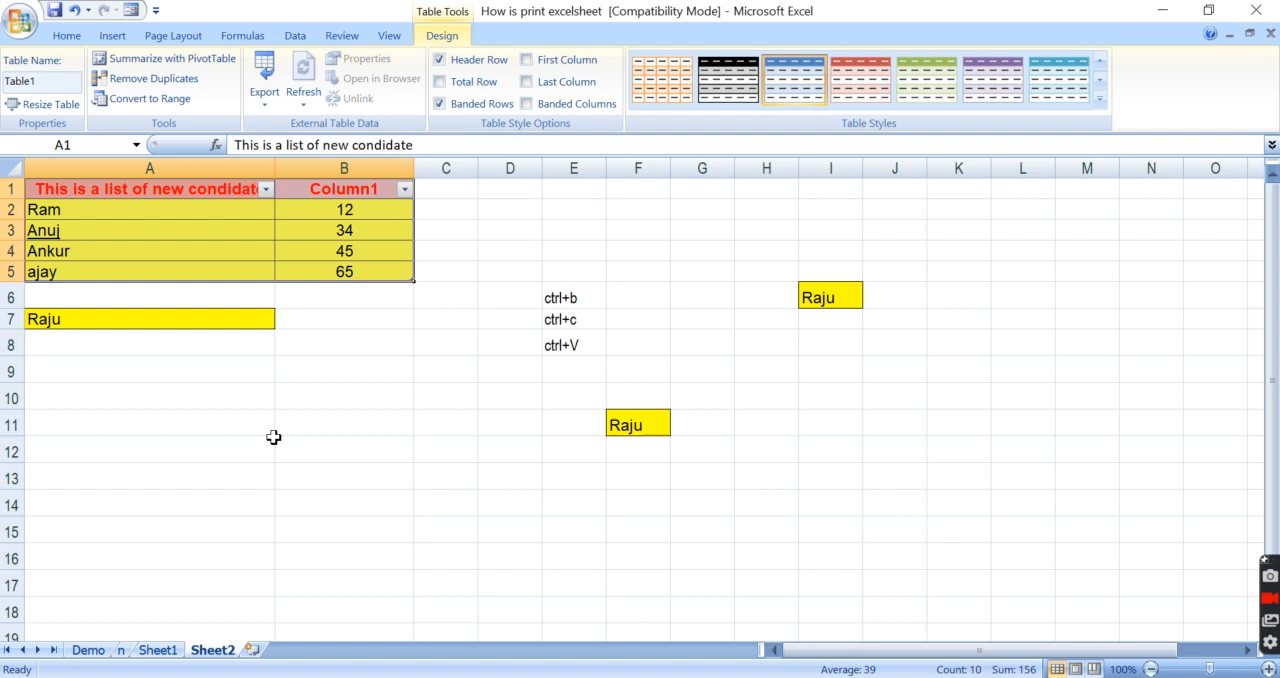 Table Tools How is print excelsheet [Compatibility Mode] - Microsoft Excel
Home Insert Page Layout Formulas Data Review View Design
Table Name:
Table1
Resize Table
Properties
Summarize with PivotTable
Remove Duplicates
Convert to Range
Tools
Export
Refresh
Properties
Open in Browser
Unlink
External Table Data
Header Row First Column
Total Row Last Column
Banded Rows Banded Columns
Table Style Options
Table Styles
A1 fx This is a list of new condidate
A B C D E F G H I J K L M N O
1 This is a list of new condidat Column1
2 Ram 12
3 Anuj 34
4 Ankur 45
5 ajay 65
6 ctrl+b Raju
7 Raju ctrl+c
8 ctrl+V
9
10
11 Raju
12
13
14
15
16
17
18
19
Demo n Sheet1 Sheet2
Ready Average: 39 Count: 10 Sum: 156 100%